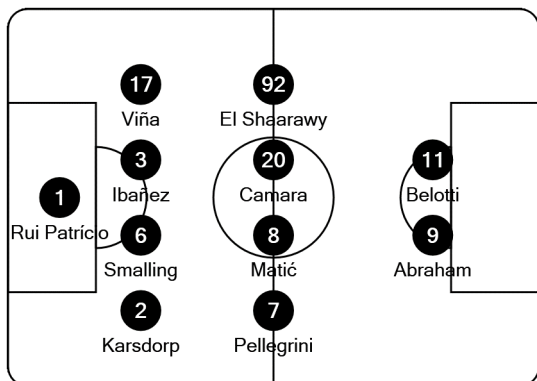 17
Viña
92
El Shaarawy
3
Ibañez
20
Camara
11
Belotti
1
Rui Patrício
6
Smalling
8
Matić
9
Abraham
2
Karsdorp
7
Pellegrini